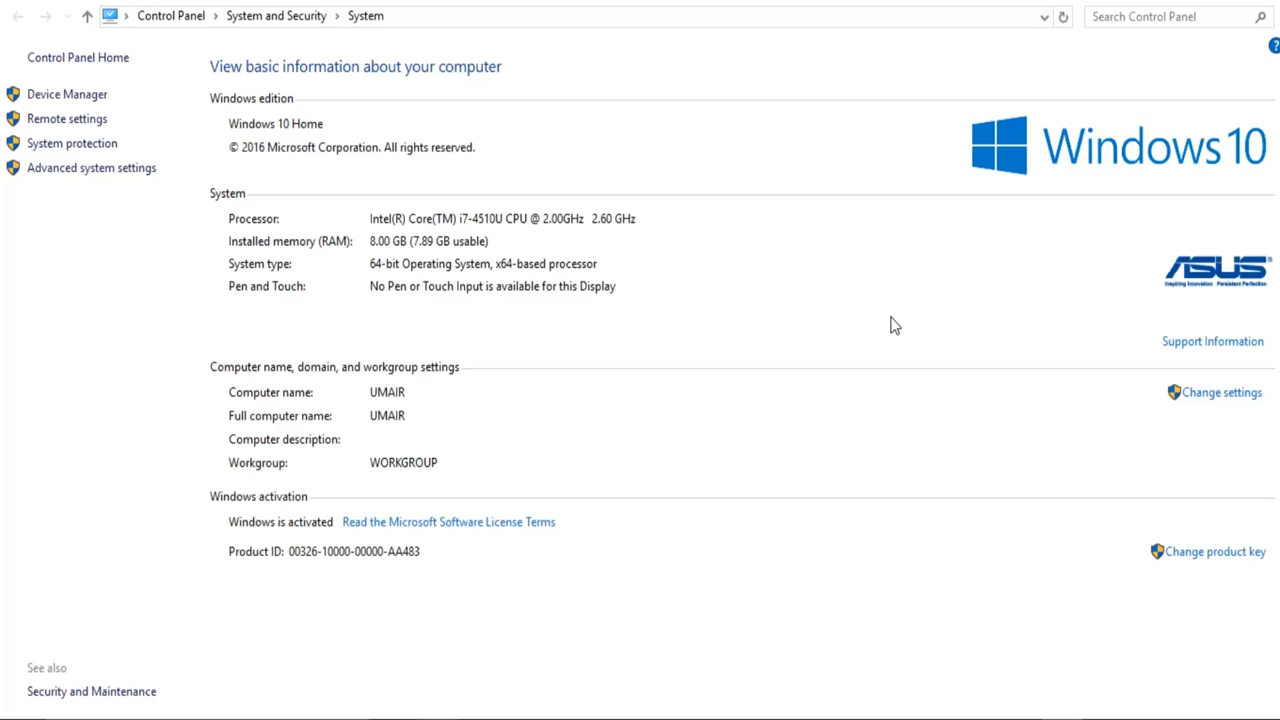 Control Panel > System and Security > System
Search Control Panel
?
Control Panel Home
Device Manager
Remote settings
System protection
Advanced system settings
View basic information about your computer
Windows edition
Windows 10 Home
© 2016 Microsoft Corporation. All rights reserved.
Windows 10
System
Processor: Intel(R) Core(TM) i7-4510U CPU @ 2.00GHz 2.60 GHz
Installed memory (RAM): 8.00 GB (7.89 GB usable)
System type: 64-bit Operating System, x64-based processor
Pen and Touch: No Pen or Touch Input is available for this Display
ASUS®
Inspiring Innovation Persistent Perfection
Support Information
Computer name, domain, and workgroup settings
Computer name: UMAIR
Change settings
Full computer name: UMAIR
Computer description:
Workgroup: WORKGROUP
Windows activation
Windows is activated Read the Microsoft Software License Terms
Product ID: 00326-10000-00000-AA483
Change product key
See also
Security and Maintenance